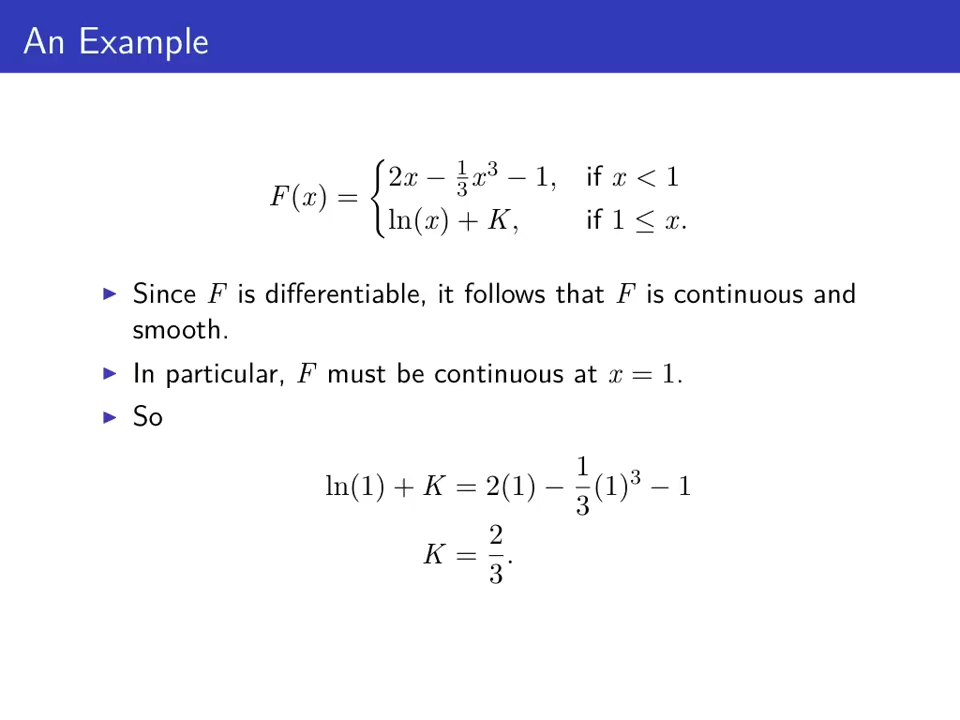 An Example
F(x) = { 2x − 1/3 x³ − 1, if x < 1
ln(x) + K, if 1 ≤ x.
▶ Since F is differentiable, it follows that F is continuous and
smooth.
▶ In particular, F must be continuous at x = 1.
▶ So
ln(1) + K = 2(1) − 1/3 (1)³ − 1
K = 2/3.